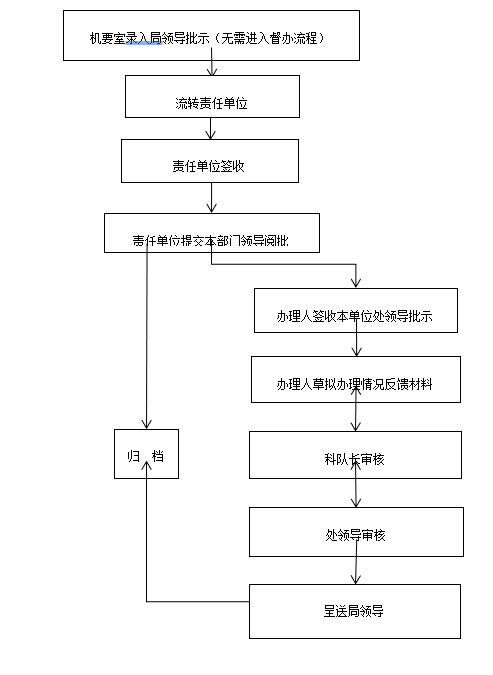 机要室录入局领导批示（无需进入督办流程）
流转责任单位
责任单位签收
责任单位提交本部门领导阅批
办理人签收本单位处领导批示
办理人草拟办理情况反馈材料
归 档
科队长审核
处领导审核
呈送局领导